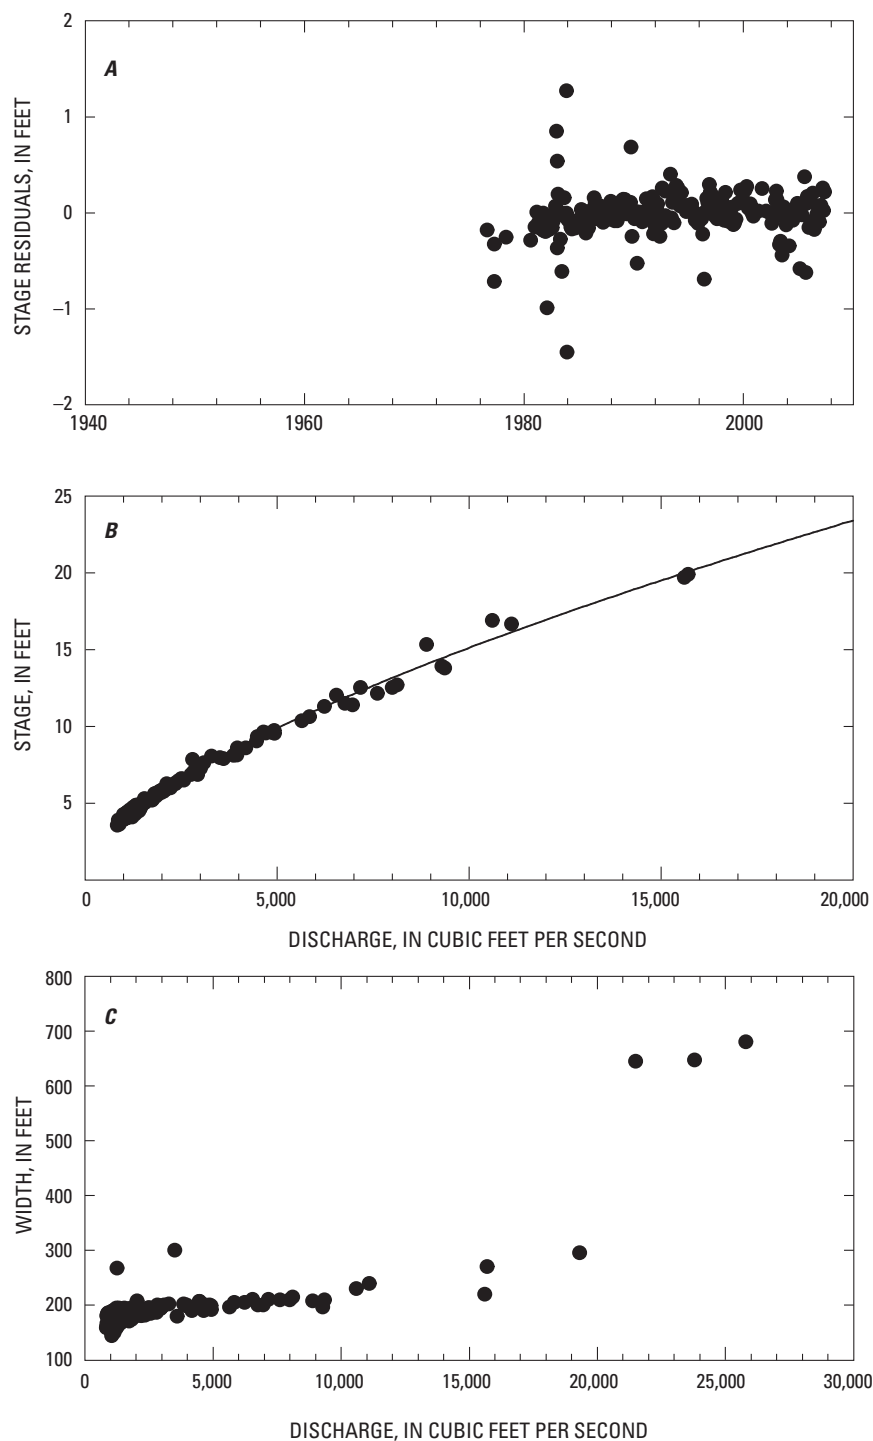 2
A
1
0
–1
–2
STAGE RESIDUALS, IN FEET
1940 1960 1980 2000
25
B
20
15
10
5
STAGE, IN FEET
0 5,000 10,000 15,000 20,000
DISCHARGE, IN CUBIC FEET PER SECOND
800
C
700
600
500
400
300
200
100
WIDTH, IN FEET
0 5,000 10,000 15,000 20,000 25,000 30,000
DISCHARGE, IN CUBIC FEET PER SECOND